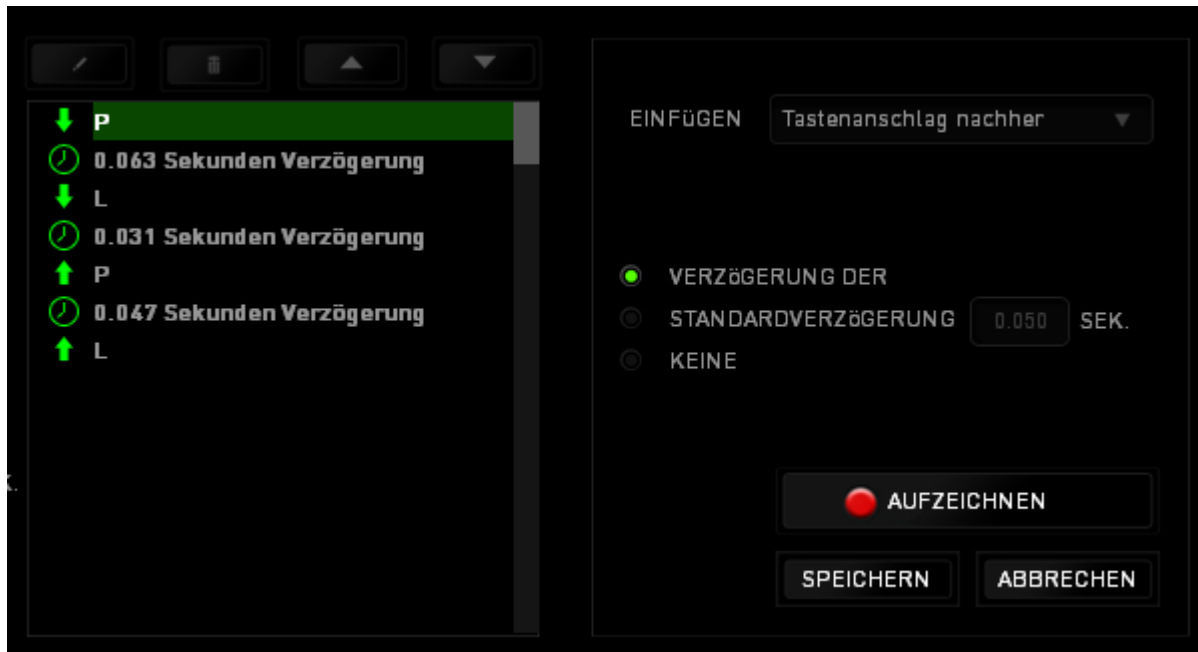 P
0.063 Sekunden Verzögerung
L
0.031 Sekunden Verzögerung
P
0.047 Sekunden Verzögerung
L
K.
EINFüGEN Tastenanschlag nachher
VERZöGERUNG DER
STANDARDVERZöGERUNG 0.050 SEK.
KEINE
AUFZEICHNEN
SPEICHERN ABBRECHEN